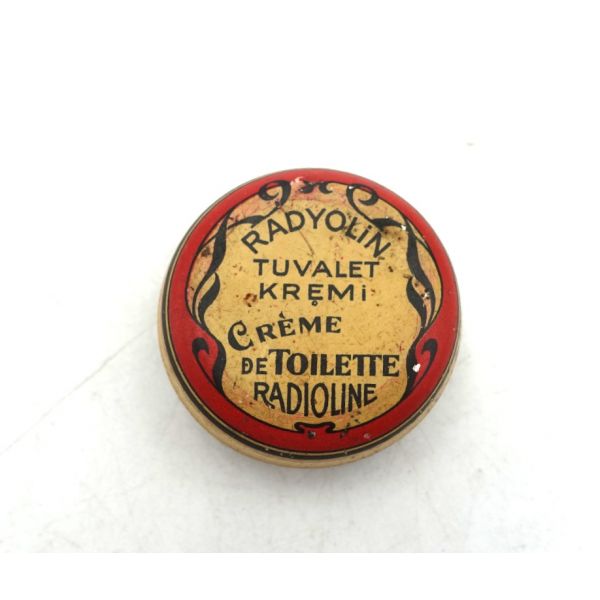 RADYOLiN
TUVALET
KREMi
CRÈME
DE TOILETTE
RADIOLINE